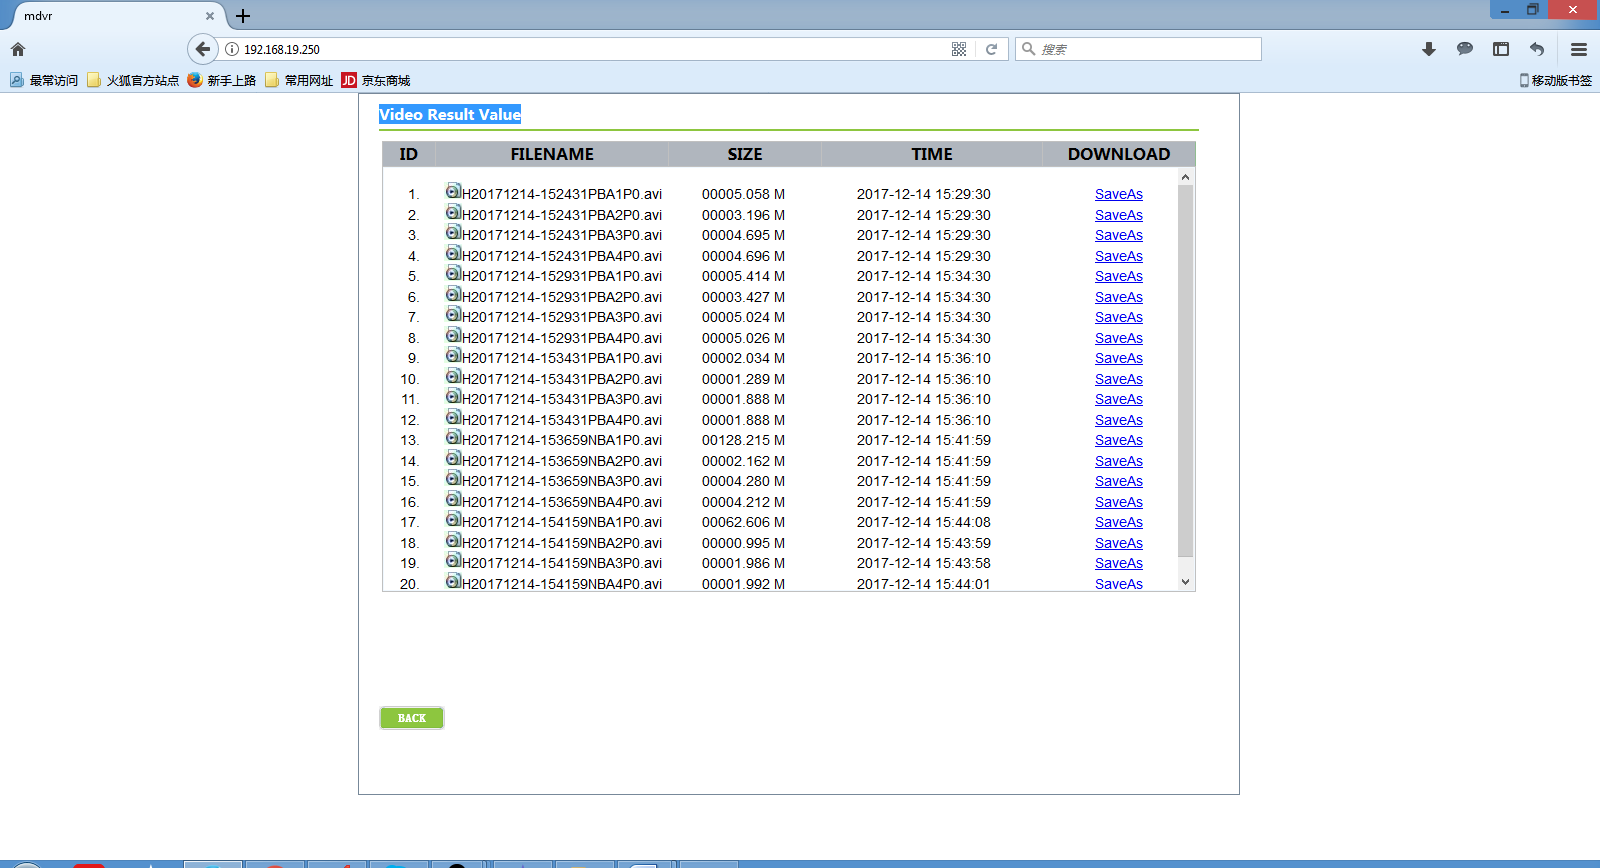 mdvr
192.168.19.250
搜索
最常访问 火狐官方站点 新手上路 常用网址 JD 京东商城 移动版书签
Video Result Value
ID FILENAME SIZE TIME DOWNLOAD
1. H20171214-152431PBA1P0.avi 00005.058 M 2017-12-14 15:29:30 SaveAs
2. H20171214-152431PBA2P0.avi 00003.196 M 2017-12-14 15:29:30 SaveAs
3. H20171214-152431PBA3P0.avi 00004.695 M 2017-12-14 15:29:30 SaveAs
4. H20171214-152431PBA4P0.avi 00004.696 M 2017-12-14 15:29:30 SaveAs
5. H20171214-152931PBA1P0.avi 00005.414 M 2017-12-14 15:34:30 SaveAs
6. H20171214-152931PBA2P0.avi 00003.427 M 2017-12-14 15:34:30 SaveAs
7. H20171214-152931PBA3P0.avi 00005.024 M 2017-12-14 15:34:30 SaveAs
8. H20171214-152931PBA4P0.avi 00005.026 M 2017-12-14 15:34:30 SaveAs
9. H20171214-153431PBA1P0.avi 00002.034 M 2017-12-14 15:36:10 SaveAs
10. H20171214-153431PBA2P0.avi 00001.289 M 2017-12-14 15:36:10 SaveAs
11. H20171214-153431PBA3P0.avi 00001.888 M 2017-12-14 15:36:10 SaveAs
12. H20171214-153431PBA4P0.avi 00001.888 M 2017-12-14 15:36:10 SaveAs
13. H20171214-153659NBA1P0.avi 00128.215 M 2017-12-14 15:41:59 SaveAs
14. H20171214-153659NBA2P0.avi 00002.162 M 2017-12-14 15:41:59 SaveAs
15. H20171214-153659NBA3P0.avi 00004.280 M 2017-12-14 15:41:59 SaveAs
16. H20171214-153659NBA4P0.avi 00004.212 M 2017-12-14 15:41:59 SaveAs
17. H20171214-154159NBA1P0.avi 00062.606 M 2017-12-14 15:44:08 SaveAs
18. H20171214-154159NBA2P0.avi 00000.995 M 2017-12-14 15:43:59 SaveAs
19. H20171214-154159NBA3P0.avi 00001.986 M 2017-12-14 15:43:58 SaveAs
20. H20171214-154159NBA4P0.avi 00001.992 M 2017-12-14 15:44:01 SaveAs
BACK